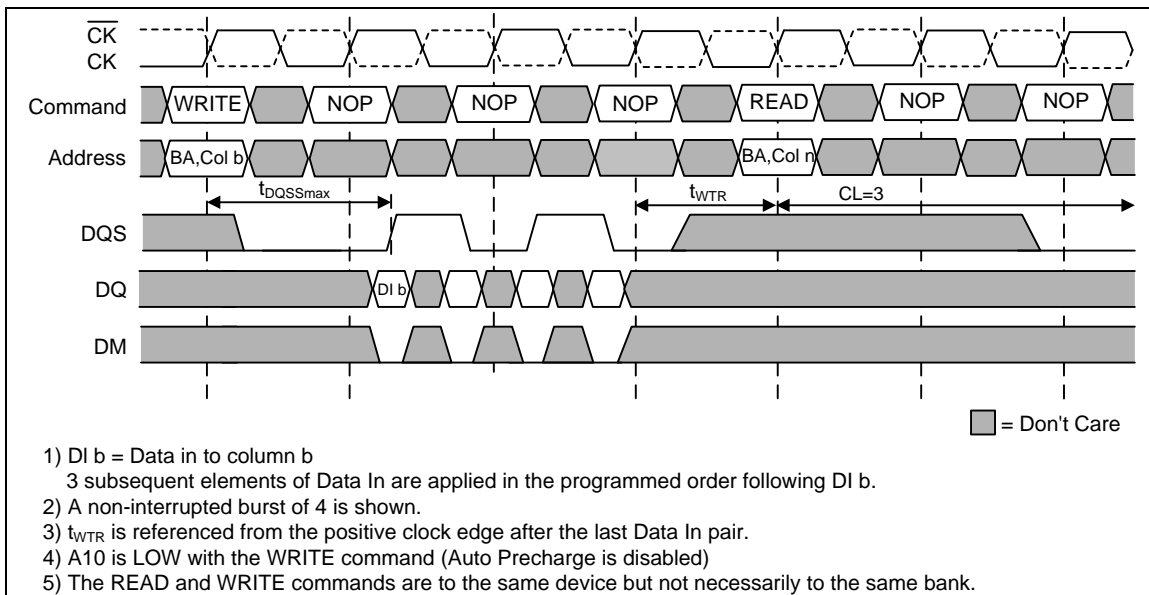 CK
CK
Command WRITE NOP NOP NOP READ NOP NOP
Address BA,Col b BA,Col n
tDQSSmax tWTR CL=3
DQS
DQ DI b
DM
= Don't Care
1) DI b = Data in to column b
3 subsequent elements of Data In are applied in the programmed order following DI b.
2) A non-interrupted burst of 4 is shown.
3) tWTR is referenced from the positive clock edge after the last Data In pair.
4) A10 is LOW with the WRITE command (Auto Precharge is disabled)
5) The READ and WRITE commands are to the same device but not necessarily to the same bank.